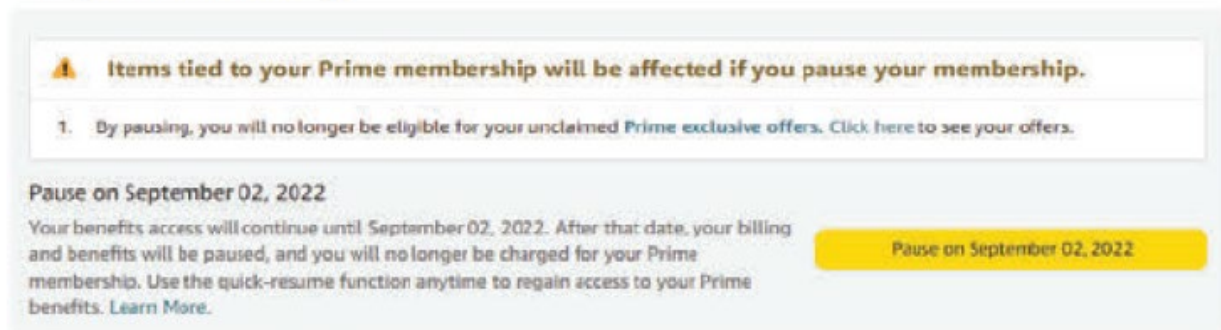 Items tied to your Prime membership will be affected if you pause your membership.
1. By pausing, you will no longer be eligible for your unclaimed Prime exclusive offers. Click here to see your offers.
Pause on September 02, 2022
Your benefits access will continue until September 02, 2022. After that date, your billing
and benefits will be paused, and you will no longer be charged for your Prime
membership. Use the quick-resume function anytime to regain access to your Prime
benefits. Learn More.
Pause on September 02, 2022